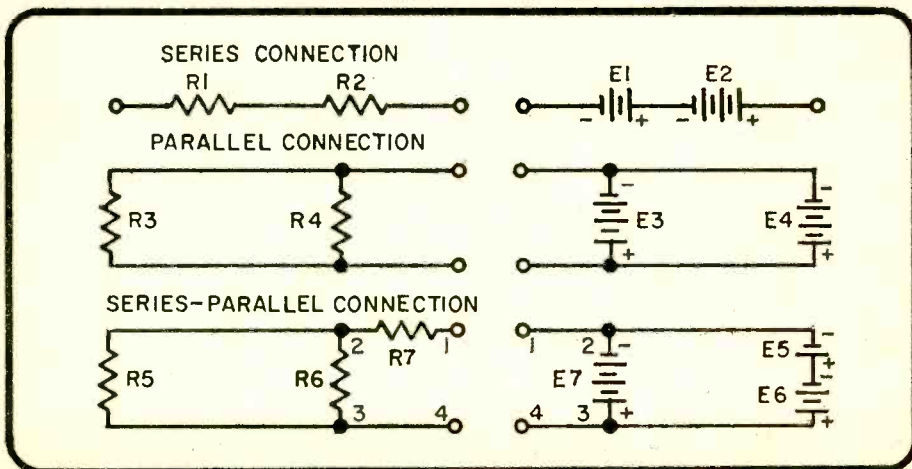 SERIES CONNECTION
R1 R2
E1 E2
- + - +
PARALLEL CONNECTION
R3 R4
E3 E4
- -
+ +
SERIES-PARALLEL CONNECTION
R5 R6 R7
2 1
3 4
1 2 - -
E7 E5 +
- E6
4 3 + +